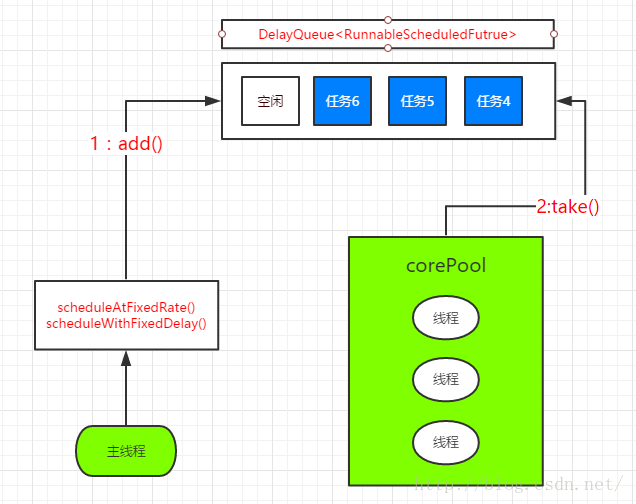 DelayQueue<RunnableScheduledFutrue>
空闲
任务6
任务5
任务4
1：add()
2:take()
corePool
scheduleAtFixedRate()
scheduleWithFixedDelay()
线程
线程
线程
主线程
http://blog.csdn.net/